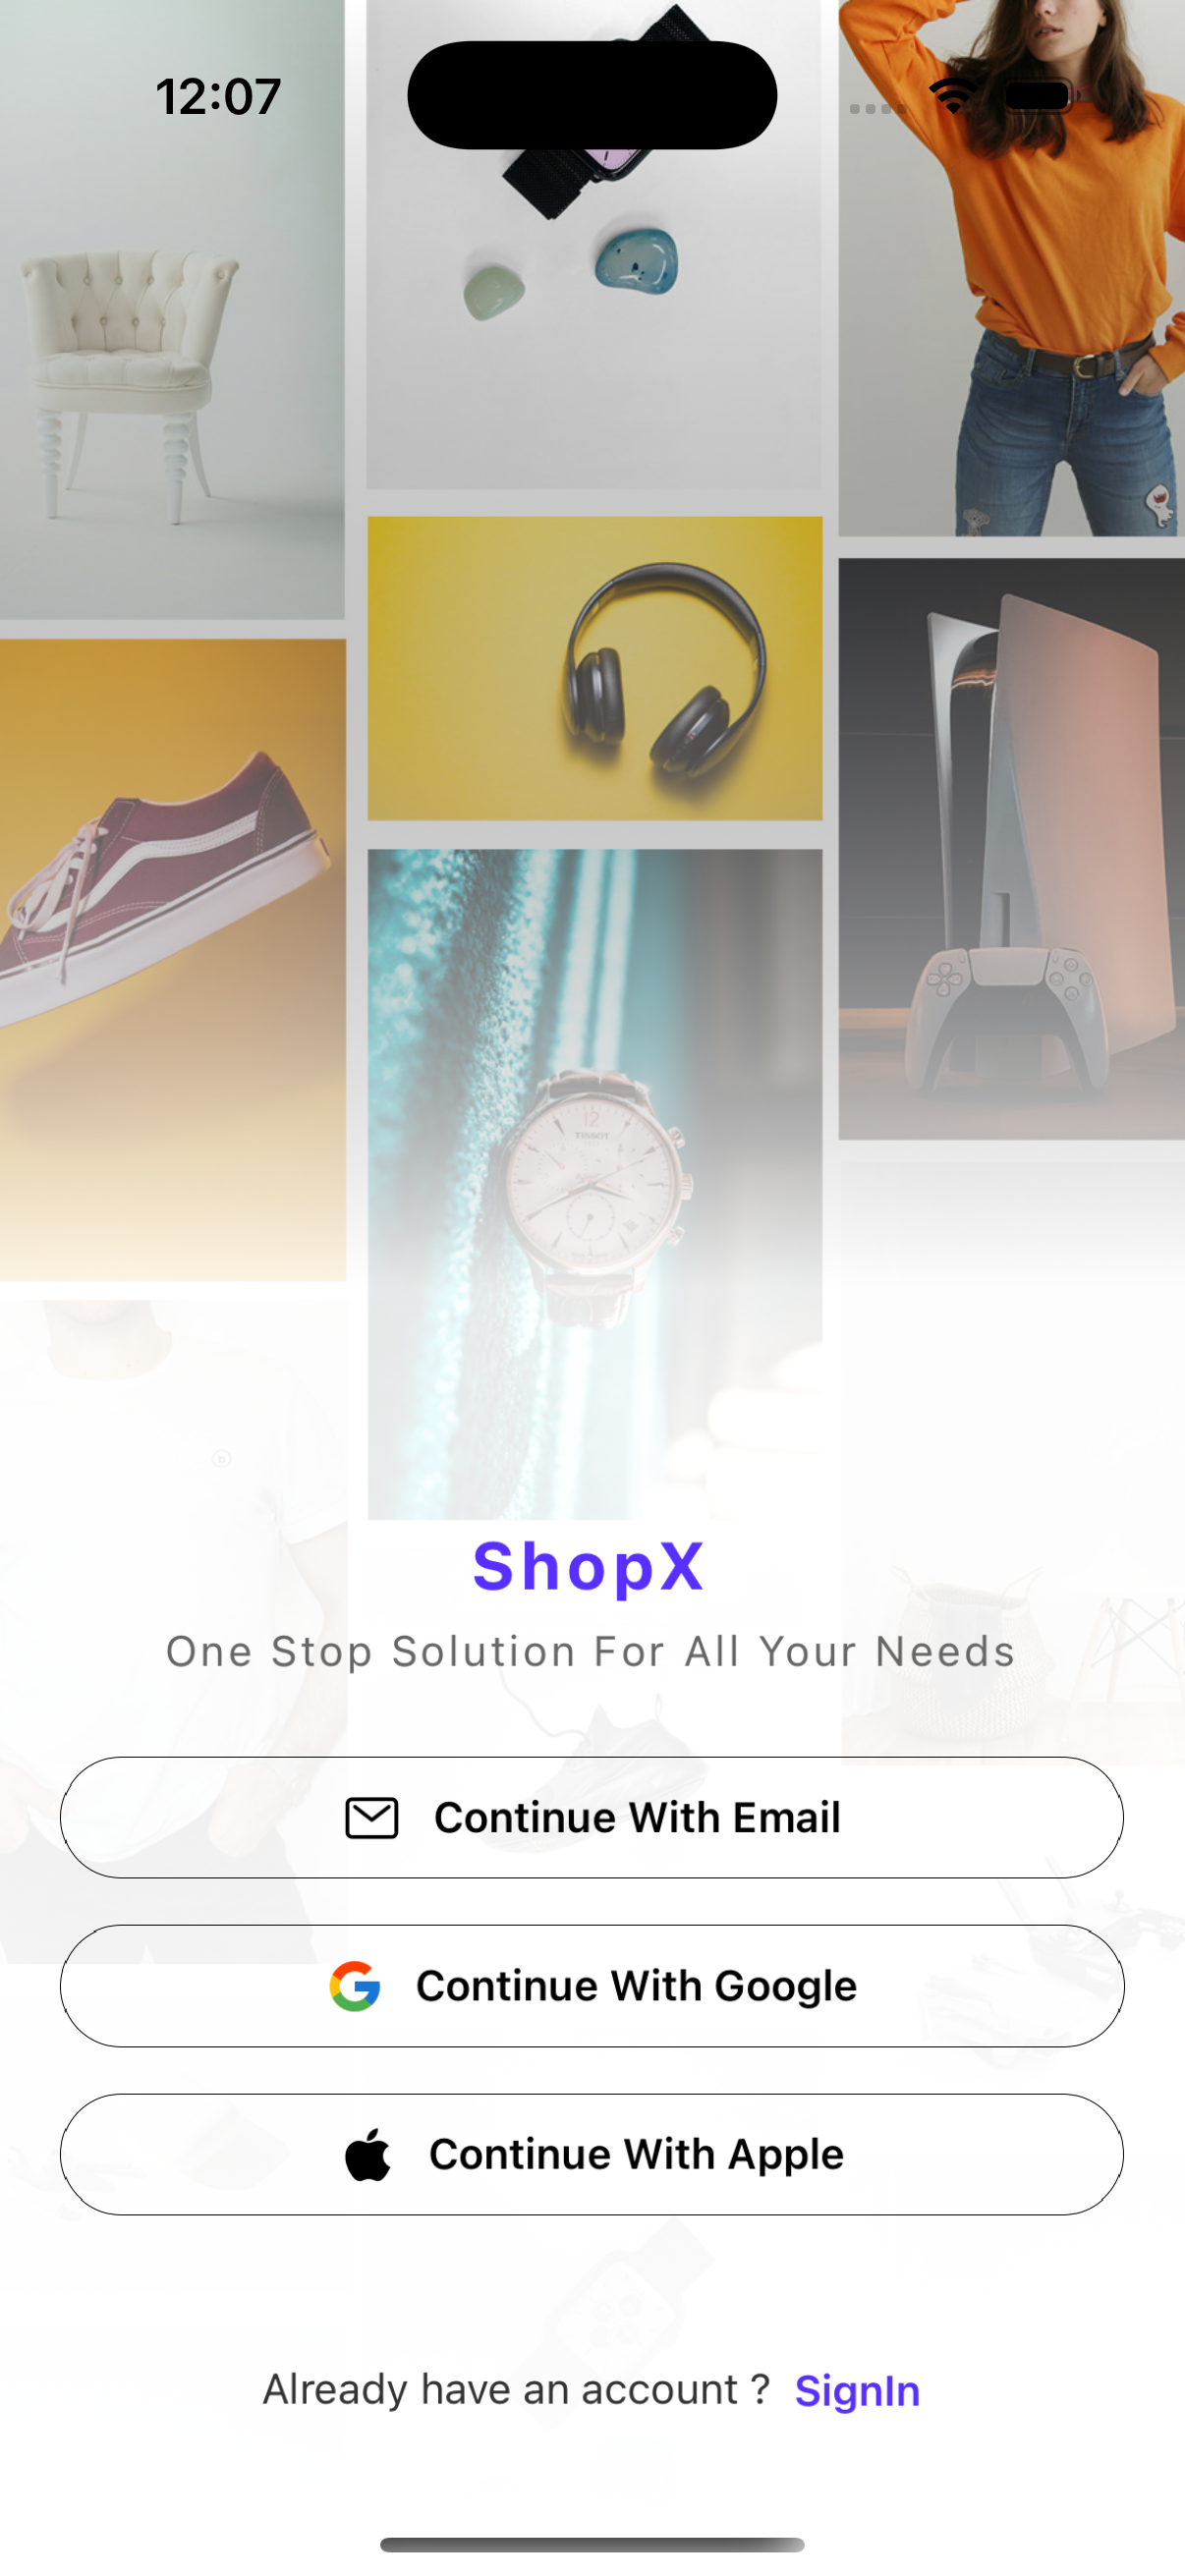 12:07
TISSOT
ShopX
One Stop Solution For All Your Needs
Continue With Email
Continue With Google
Continue With Apple
Already have an account ? SignIn